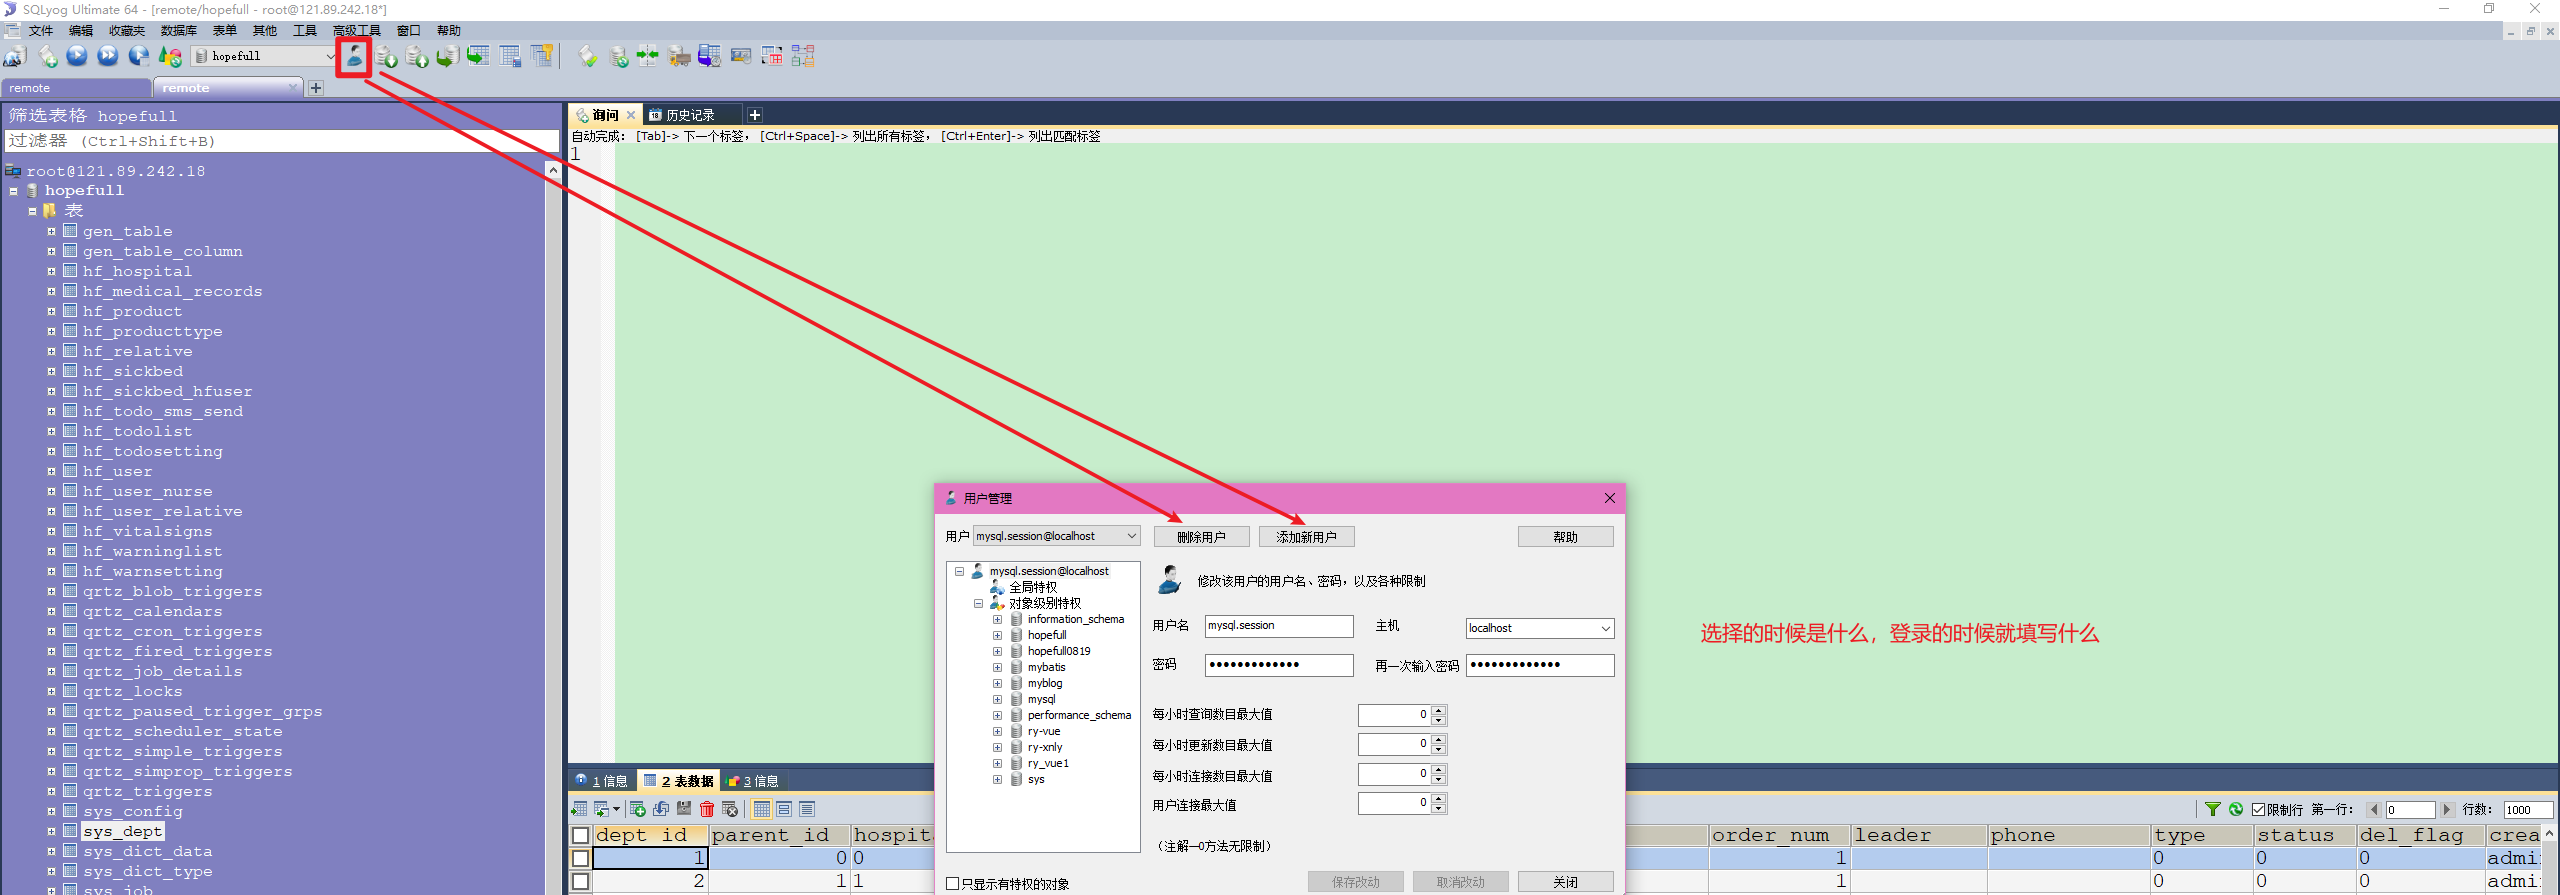 SQLyog Ultimate 64 - [remote/hopefull - root@121.89.242.18*]
文件 编辑 收藏夹 数据库 表单 其他 工具 高级工具 窗口 帮助
hopefull
remote remote
筛选表格 hopefull
过滤器 (Ctrl+Shift+B)
root@121.89.242.18
hopefull
表
gen_table
gen_table_column
hf_hospital
hf_medical_records
hf_product
hf_producttype
hf_relative
hf_sickbed
hf_sickbed_hfuser
hf_todo_sms_send
hf_todolist
hf_todosetting
hf_user
hf_user_nurse
hf_user_relative
hf_vitalsigns
hf_warninglist
hf_warnsetting
qrtz_blob_triggers
qrtz_calendars
qrtz_cron_triggers
qrtz_fired_triggers
qrtz_job_details
qrtz_locks
qrtz_paused_trigger_grps
qrtz_scheduler_state
qrtz_simple_triggers
qrtz_simprop_triggers
qrtz_triggers
sys_config
sys_dept
sys_dict_data
sys_dict_type
sys_job
询问 历史记录
自动完成: [Tab]-> 下一个标签, [Ctrl+Space]-> 列出所有标签, [Ctrl+Enter]-> 列出匹配标签
1
用户管理
用户 mysql.session@localhost 删除用户 添加新用户 帮助
mysql.session@localhost
全局特权
对象级别特权
information_schema
hopefull
hopefull0819
mybatis
myblog
mysql
performance_schema
ry-vue
ry-xnly
ry_vue1
sys
只显示有特权的对象
修改该用户的用户名、密码，以及各种限制
用户名 mysql.session 主机 localhost
密码 ●●●●●●●●●●●●● 再一次输入密码 ●●●●●●●●●●●●●
每小时查询数目最大值 0
每小时更新数目最大值 0
每小时连接数目最大值 0
用户连接最大值 0
(注解—0方法无限制)
保存改动 取消改动 关闭
选择的时候是什么，登录的时候就填写什么
1 信息 2 表数据 3 信息
限制行 第一行: 0 行数: 1000
dept_id parent_id hospit order_num leader phone type status del_flag crea
1 0 0 1 0 0 0 admi
2 1 1 1 0 0 0 admi